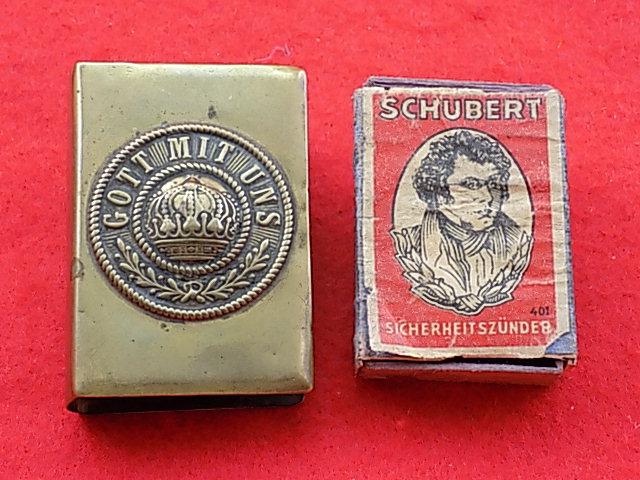 GOTT MIT UNS
SCHUBERT
401
SICHERHEITSZÜNDER